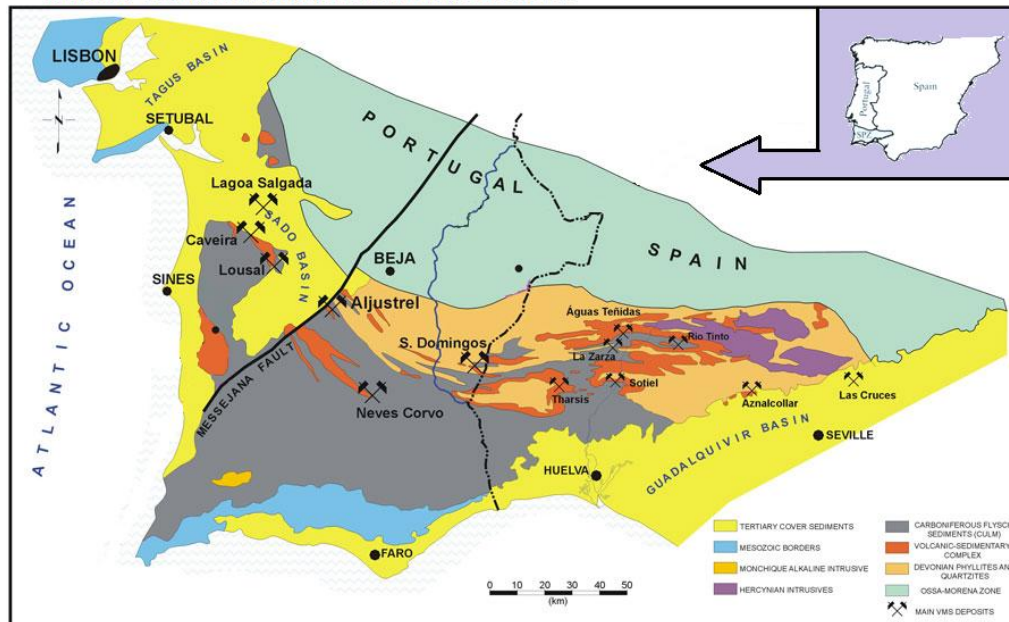 LISBON
TAGUS BASIN
N
SETUBAL
PORTUGAL
Portugal
Spain
SPZ
Lagoa Salgada
SADO BASIN
Caveira
Lousal
SINES
ATLANTIC OCEAN
BEJA
SPAIN
Aljustrel
Águas Teñidas
S. Domingos
La Zarza
Rio Tinto
MESSEJANA FAULT
Neves Corvo
Tharsis
Sotiel
Aznalcollar
Las Cruces
GUADALQUIVIR BASIN
SEVILLE
HUELVA
FARO
0 10 20 30 40 50
(km)
TERTIARY COVER SEDIMENTS
MESOZOIC BORDERS
MONCHIQUE ALKALINE INTRUSIVE
HERCYNIAN INTRUSIVES
CARBONIFEROUS FLYSCH
SEDIMENTS (CULM)
VOLCANIC-SEDIMENTARY
COMPLEX
DEVONIAN PHYLLITES AN
QUARTZITES
OSSA-MORENA ZONE
MAIN VMS DEPOSITS